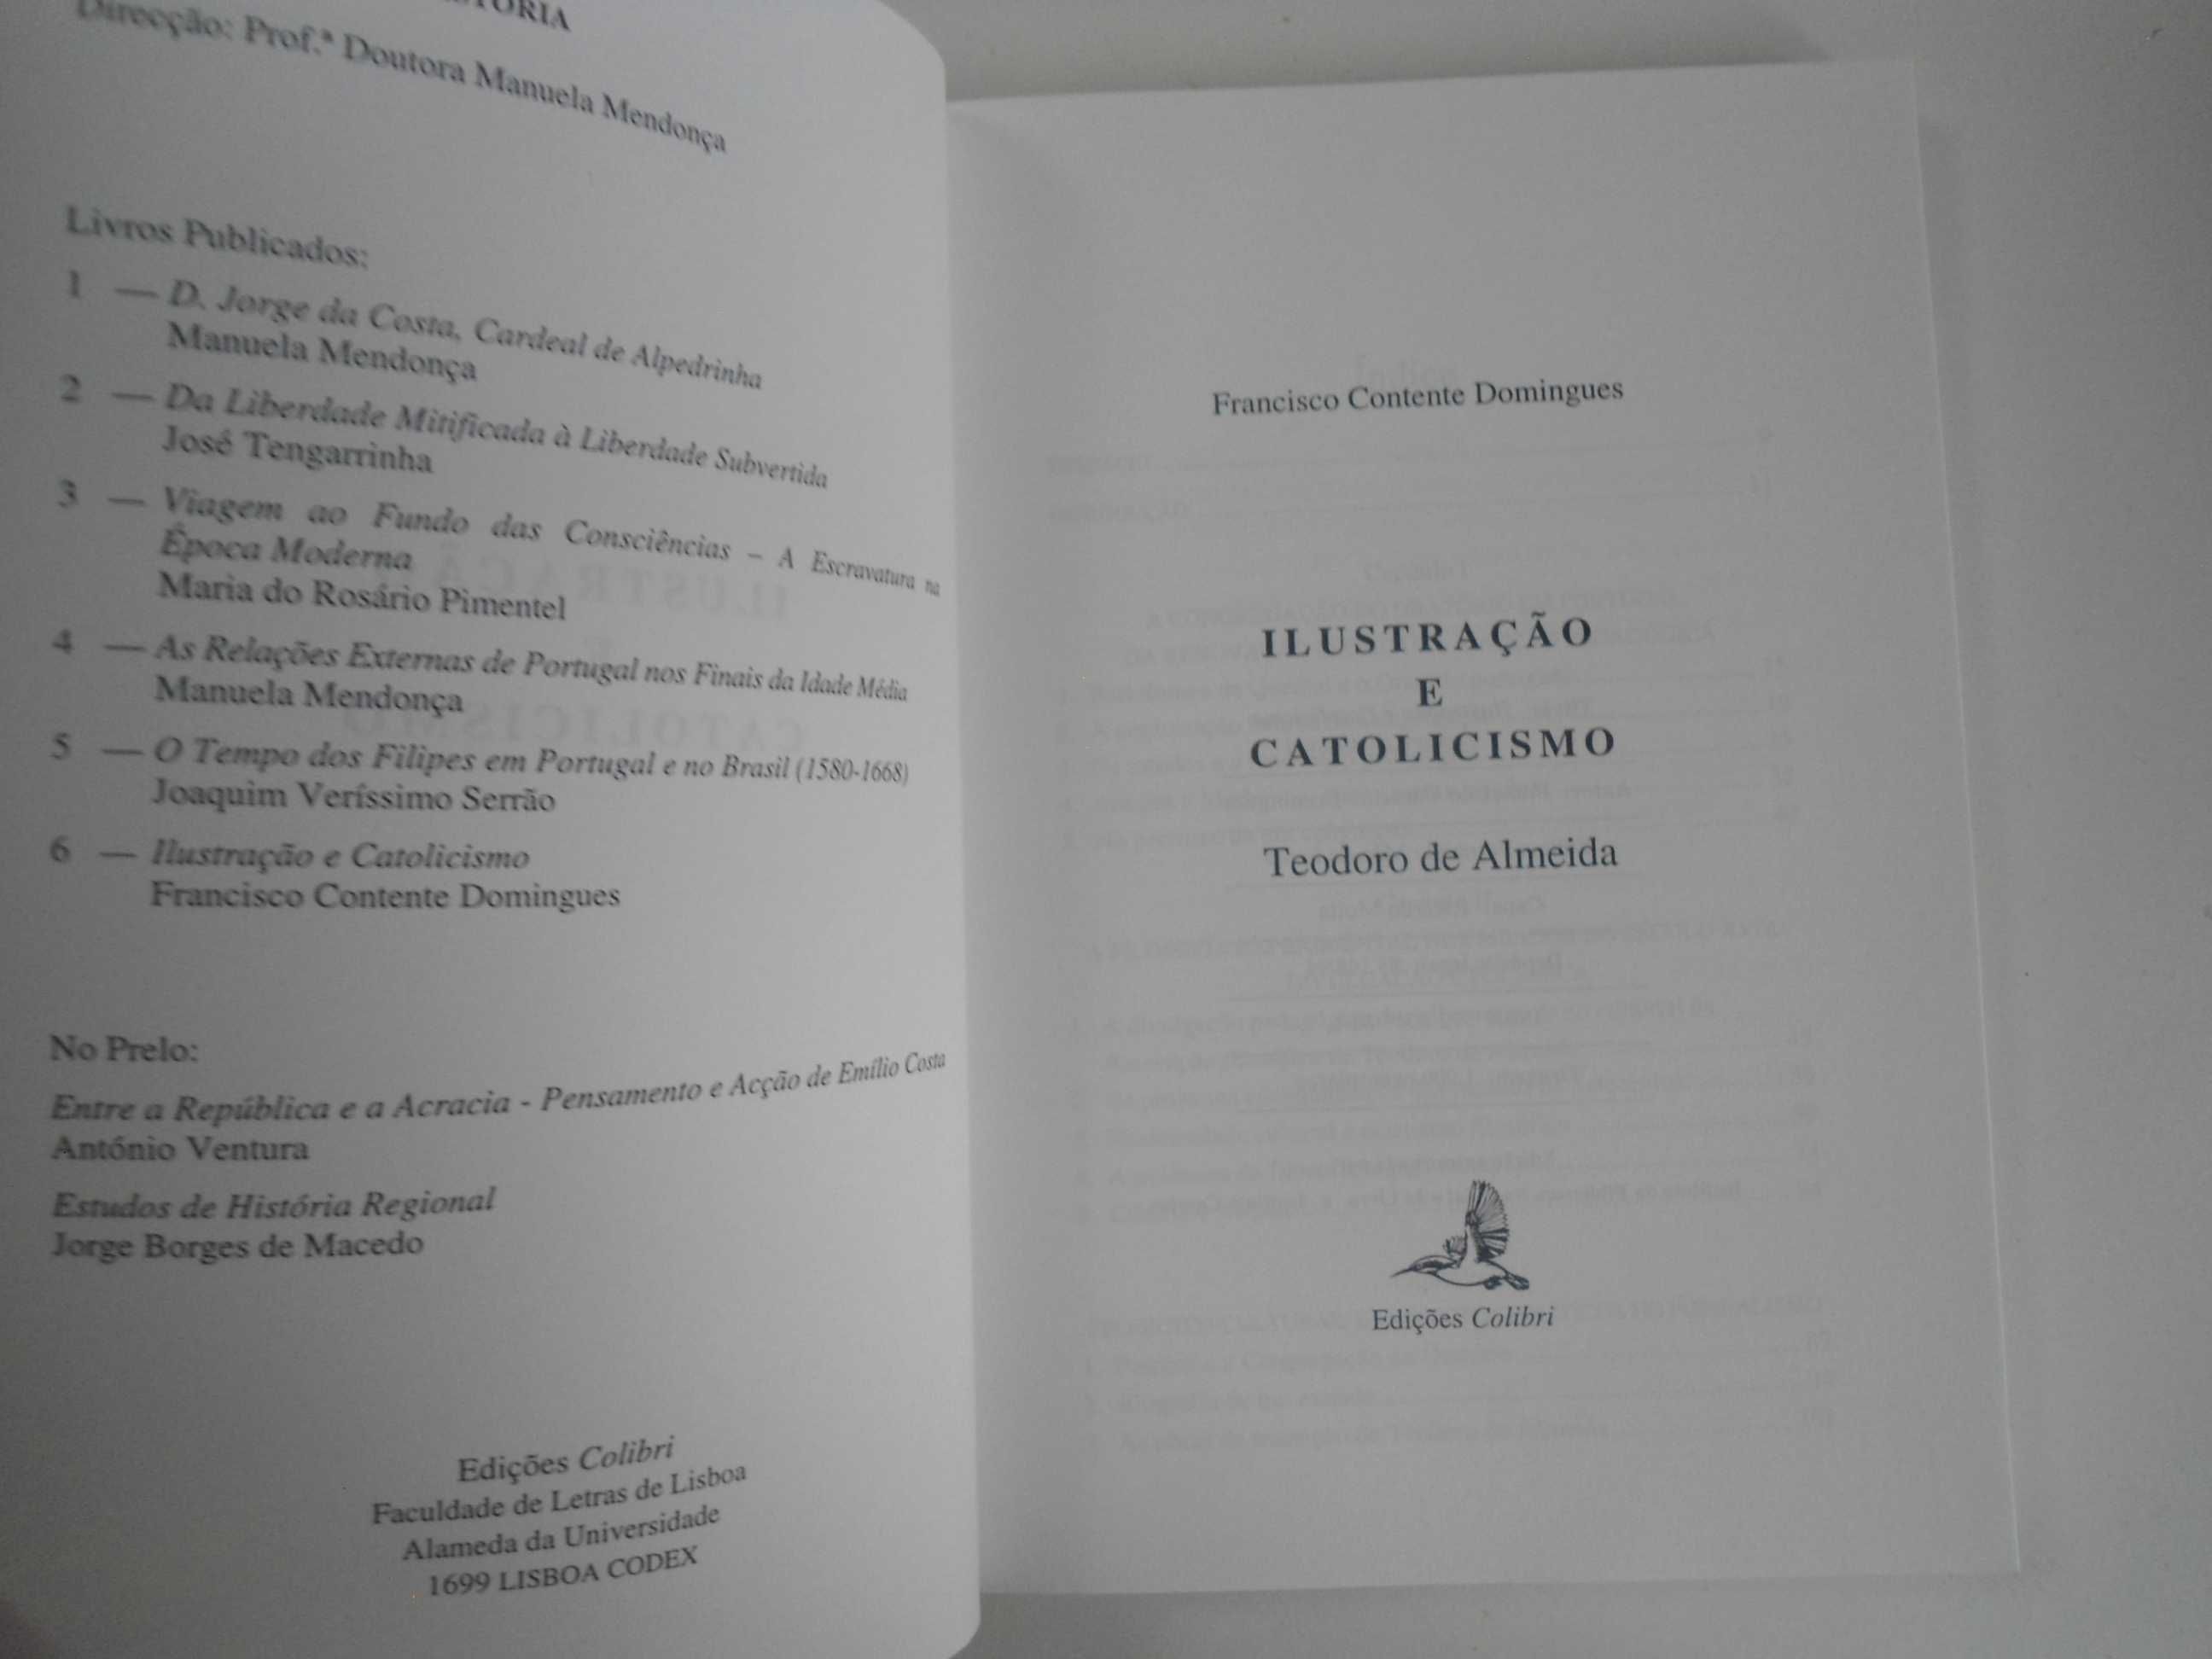 Direcção: Prof.ª Doutora Manuela Mendonça
Livros Publicados:
1 — D. Jorge da Costa, Cardeal de Alpedrinha
Manuela Mendonça
2 — Da Liberdade Mitificada à Liberdade Subvertida
José Tengarrinha
3 — Viagem ao Fundo das Consciências – A Escravatura na
Época Moderna
Maria do Rosário Pimentel
4 — As Relações Externas de Portugal nos Finais da Idade Média
Manuela Mendonça
5 — O Tempo dos Filipes em Portugal e no Brasil (1580-1668)
Joaquim Veríssimo Serrão
6 — Ilustração e Catolicismo
Francisco Contente Domingues
No Prelo:
Entre a República e a Acracia - Pensamento e Acção de Emílio Costa
António Ventura
Estudos de História Regional
Jorge Borges de Macedo
Edições Colibri
Faculdade de Letras de Lisboa
Alameda da Universidade
1699 LISBOA CODEX
Francisco Contente Domingues
ILUSTRAÇÃO
E
CATOLICISMO
Teodoro de Almeida
Edições Colibri